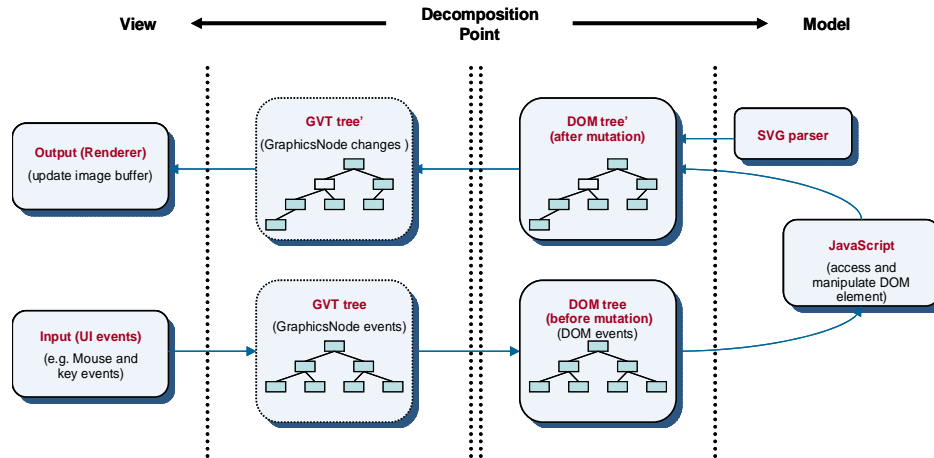 View
Decomposition
Point
Model
GVT tree'
(GraphicsNode changes )
DOM tree'
(after mutation)
SVG parser
Output (Renderer)
(update image buffer)
JavaScript
(access and
manipulate DOM
element)
GVT tree
(GraphicsNode events)
DOM tree
(before mutation)
(DOM events)
Input (UI events)
(e.g. Mouse and
key events)